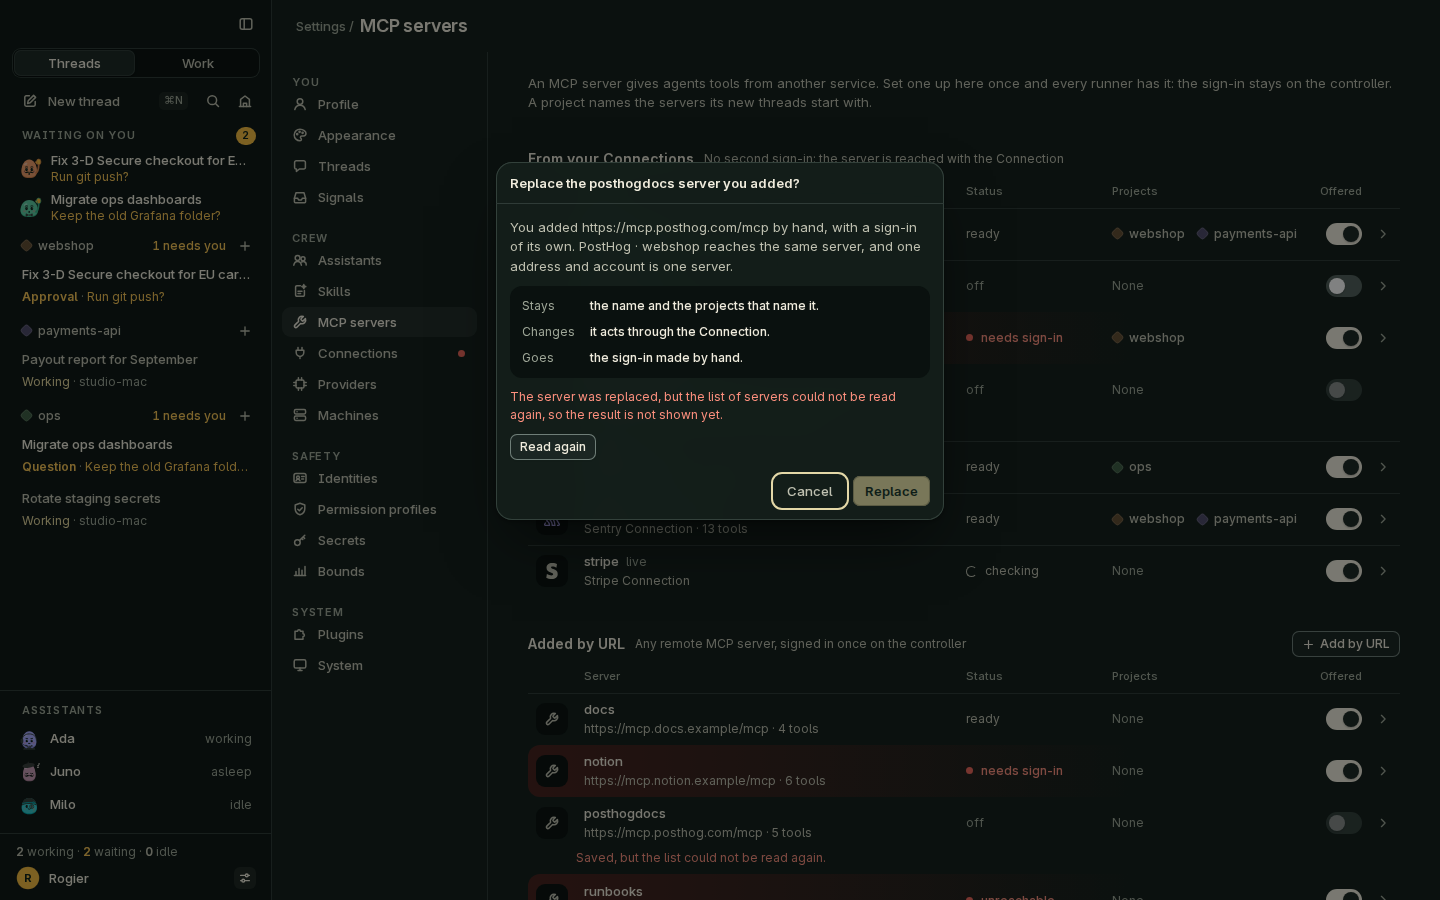 Threads
Work
New thread
⌘N
WAITING ON YOU
2
Fix 3-D Secure checkout for E...
Run git push?
Migrate ops dashboards
Keep the old Grafana folder?
webshop
1 needs you
Fix 3-D Secure checkout for EU car...
Approval · Run git push?
payments-api
Payout report for September
Working · studio-mac
ops
1 needs you
Migrate ops dashboards
Question · Keep the old Grafana fold...
Rotate staging secrets
Working · studio-mac
ASSISTANTS
Ada
working
Juno
asleep
Milo
idle
2 working · 2 waiting · 0 idle
R
Rogier
Settings / MCP servers
YOU
Profile
Appearance
Threads
Signals
CREW
Assistants
Skills
MCP servers
Connections
Providers
Machines
SAFETY
Identities
Permission profiles
Secrets
Bounds
SYSTEM
Plugins
System
An MCP server gives agents tools from another service. Set one up here once and every runner has it: the sign-in stays on the controller.
A project names the servers its new threads start with.
From your Connections No second sign-in: the server is reached with the Connection
Status
Projects
Offered
ready
webshop
payments-api
off
None
needs sign-in
webshop
off
None
ready
ops
Sentry Connection · 13 tools
ready
webshop
payments-api
stripe live
Stripe Connection
checking
None
Replace the posthogdocs server you added?
You added https://mcp.posthog.com/mcp by hand, with a sign-in
of its own. PostHog · webshop reaches the same server, and one
address and account is one server.
Stays the name and the projects that name it.
Changes it acts through the Connection.
Goes the sign-in made by hand.
The server was replaced, but the list of servers could not be read
again, so the result is not shown yet.
Read again
Cancel
Replace
Added by URL Any remote MCP server, signed in once on the controller
Add by URL
Server
Status
Projects
Offered
docs
https://mcp.docs.example/mcp · 4 tools
ready
None
notion
https://mcp.notion.example/mcp · 6 tools
needs sign-in
None
posthogdocs
https://mcp.posthog.com/mcp · 5 tools
off
None
Saved, but the list could not be read again.
runbooks
unreachable
None